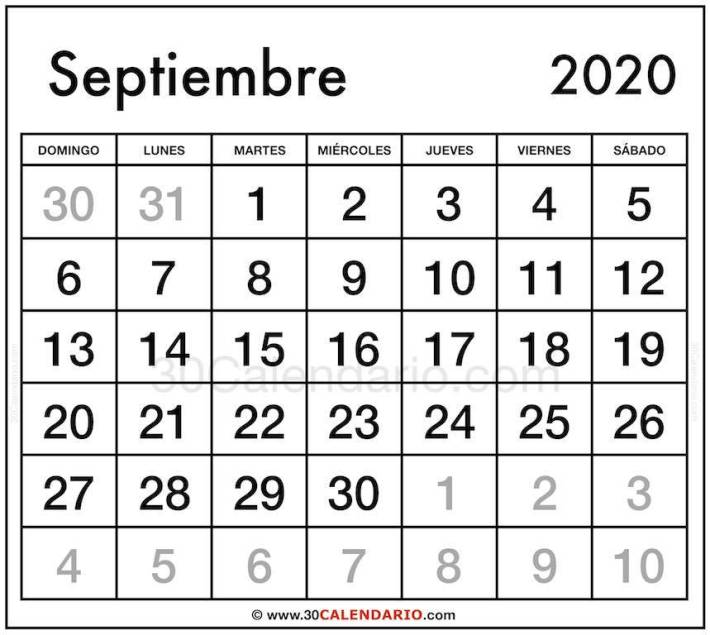 Septiembre 2020
DOMINGO LUNES MARTES MIÉRCOLES JUEVES VIERNES SÁBADO
30 31 1 2 3 4 5
6 7 8 9 10 11 12
13 14 15 16 17 18 19
30Calendario.com
20 21 22 23 24 25 26
27 28 29 30 1 2 3
4 5 6 7 8 9 10
© www.30CALENDARIO.com